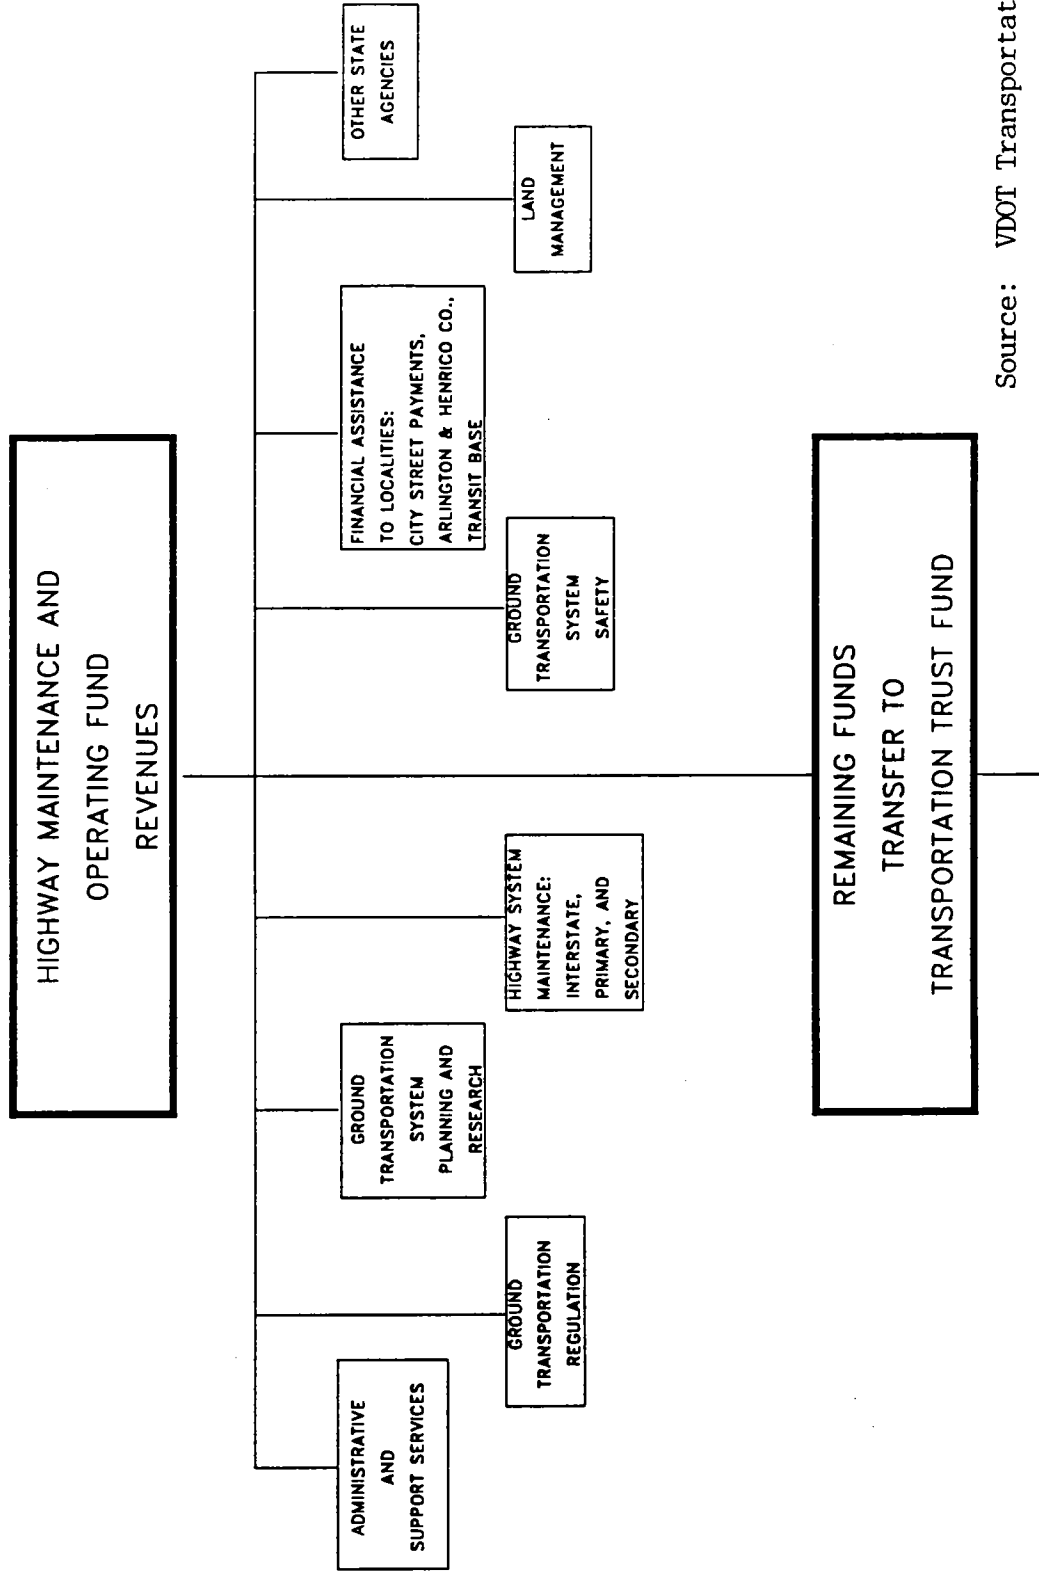 HIGHWAY MAINTENANCE AND
OPERATING FUND
REVENUES
ADMINISTRATIVE
AND
SUPPORT SERVICES
GROUND
TRANSPORTATION
REGULATION
GROUND
TRANSPORTATION
SYSTEM
PLANNING AND
RESEARCH
HIGHWAY SYSTEM
MAINTENANCE:
INTERSTATE,
PRIMARY, AND
SECONDARY
GROUND
TRANSPORTATION
SYSTEM
SAFETY
FINANCIAL ASSISTANCE
TO LOCALITIES:
CITY STREET PAYMENTS,
ARLINGTON & HENRICO CO.,
TRANSIT BASE
LAND
MANAGEMENT
OTHER STATE
AGENCIES
REMAINING FUNDS
TRANSFER TO
TRANSPORTATION TRUST FUND
Source: VDOT Transportat